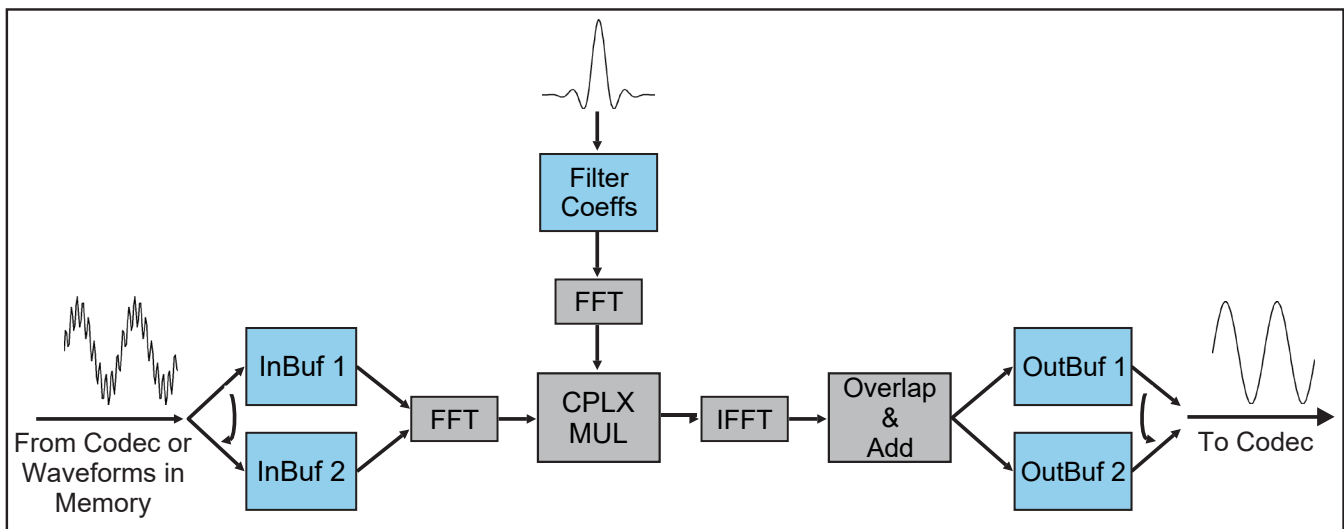 Filter
Coeffs
FFT
InBuf 1
InBuf 2
From Codec or
Waveforms in
Memory
FFT
CPLX
MUL
IFFT
Overlap
&
Add
OutBuf 1
OutBuf 2
To Codec